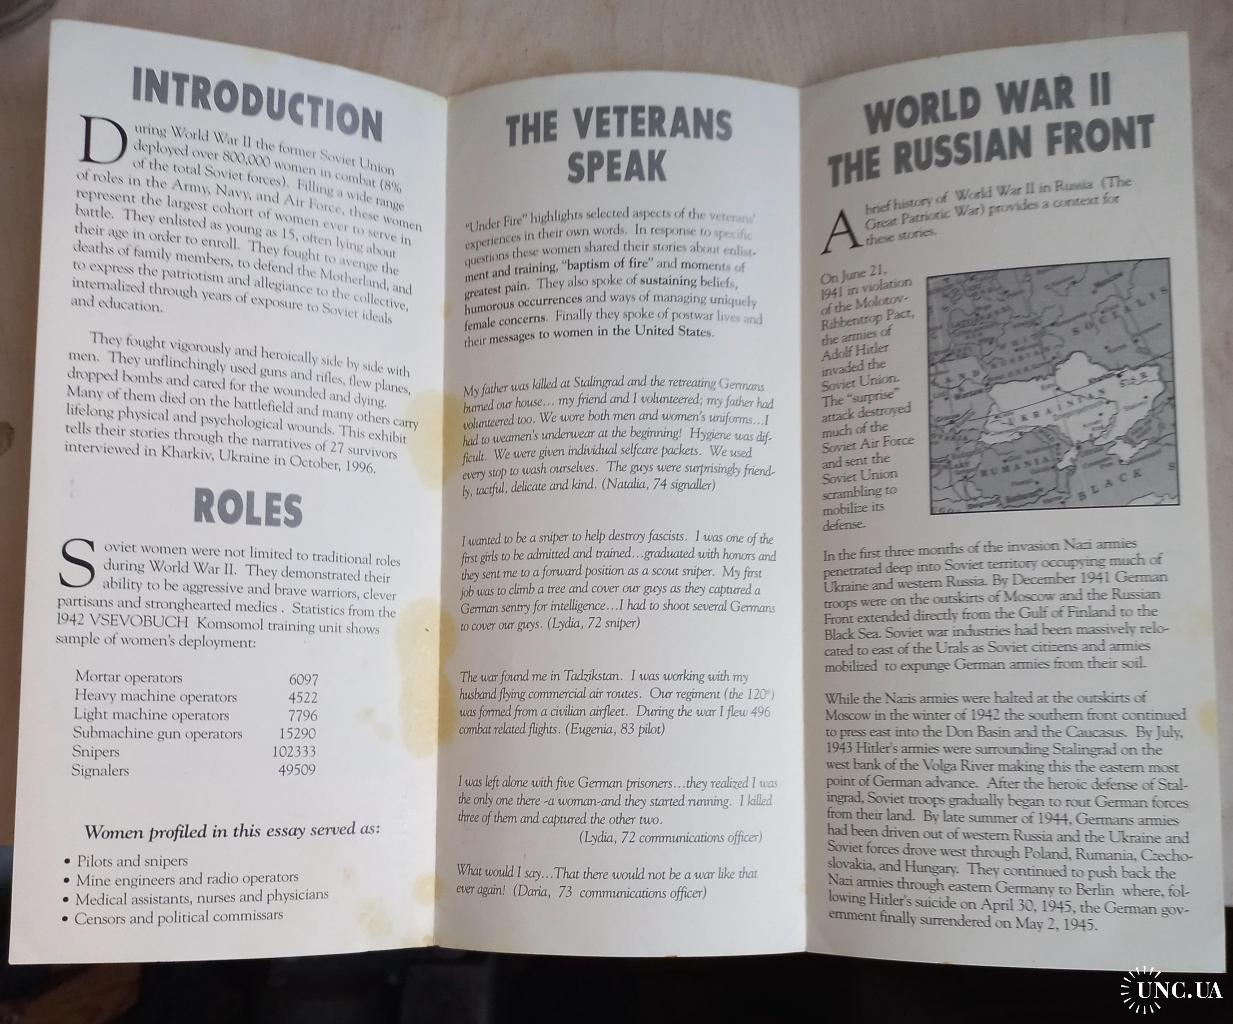 INTRODUCTION
During World War II the former Soviet Union
deployed over 800,000 women in combat (8%
of the total Soviet forces). Filling a wide range
of roles in the Army, Navy, and Air Force, these women
represent the largest cohort of women ever to serve in
battle. They enlisted as young as 15, often lying about
their age in order to enroll. They fought to avenge the
deaths of family members, to defend the Motherland, and
to express the patriotism and allegiance to the collective,
internalized through years of exposure to Soviet ideals
and education.
They fought vigorously and heroically side by side with
men. They unflinchingly used guns and rifles, flew planes,
dropped bombs and cared for the wounded and dying.
Many of them died on the battlefield and many others carry
lifelong physical and psychological wounds. This exhibit
tells their stories through the narratives of 27 survivors
interviewed in Kharkiv, Ukraine in October, 1996.
ROLES
Soviet women were not limited to traditional roles
during World War II. They demonstrated their
ability to be aggressive and brave warriors, clever
partisans and stronghearted medics . Statistics from the
1942 VSEVOBUCH Komsomol training unit shows
sample of women's deployment:
Mortar operators 6097
Heavy machine operators 4522
Light machine operators 7796
Submachine gun operators 15290
Snipers 102333
Signalers 49509
Women profiled in this essay served as:
• Pilots and snipers
• Mine engineers and radio operators
• Medical assistants, nurses and physicians
• Censors and political commissars
THE VETERANS
SPEAK
"Under Fire" highlights selected aspects of the veterans'
experiences in their own words. In response to specific
questions these women shared their stories about enlist-
ment and training, "baptism of fire" and moments of
greatest pain. They also spoke of sustaining beliefs,
humorous occurrences and ways of managing uniquely
female concerns. Finally they spoke of postwar lives and
their messages to women in the United States.
My father was killed at Stalingrad and the retreating Germans
burned our house... my friend and I volunteered; my father had
volunteered too. We wore both men and women's uniforms...I
had to weamen's underwear at the beginning! Hygiene was dif-
ficult. We were given individual selfcare packets. We used
every stop to wash ourselves. The guys were surprisingly friend-
ly, tactful, delicate and kind. (Natalia, 74 signaller)
I wanted to be a sniper to help destroy fascists. I was one of the
first girls to be admitted and trained...graduated with honors and
they sent me to a forward position as a scout sniper. My first
job was to climb a tree and cover our guys as they captured a
German sentry for intelligence...I had to shoot several Germans
to cover our guys. (Lydia, 72 sniper)
The war found me in Tadzikstan. I was working with my
husband flying commercial air routes. Our regiment (the 120°)
was formed from a civilian airfleet. During the war I flew 496
combat related flights. (Eugenia, 83 pilot)
I was left alone with five German prisoners...they realized I was
the only one there -a woman-and they started running. I killed
three of them and captured the other two.
(Lydia, 72 communications officer)
What would I say...That there would not be a war like that
ever again! (Daria, 73 communications officer)
WORLD WAR II
THE RUSSIAN FRONT
A brief history of World War II in Russia (The
Great Patriotic War) provides a context for
these stories.
On June 21,
1941 in violation
of the Molotov-
Ribbentrop Pact,
the armies of
Adolf Hitler
invaded the
Soviet Union.
The "surprise"
attack destroyed
much of the
Soviet Air Force
and sent the
Soviet Union
scrambling to
mobilize its
defense.
SOCIALIS
UKRAINIAN
RUMANIA
BLACK S
In the first three months of the invasion Nazi armies
penetrated deep into Soviet territory occupying much of
Ukraine and western Russia. By December 1941 German
troops were on the outskirts of Moscow and the Russian
Front extended directly from the Gulf of Finland to the
Black Sea. Soviet war industries had been massively relo-
cated to east of the Urals as Soviet citizens and armies
mobilized to expunge German armies from their soil.
While the Nazis armies were halted at the outskirts of
Moscow in the winter of 1942 the southern front continued
to press east into the Don Basin and the Caucasus. By July,
1943 Hitler's armies were surrounding Stalingrad on the
west bank of the Volga River making this the eastern most
point of German advance. After the heroic defense of Stal-
ingrad, Soviet troops gradually began to rout German forces
from their land. By late summer of 1944, Germans armies
had been driven out of western Russia and the Ukraine and
Soviet forces drove west through Poland, Rumania, Czecho-
slovakia, and Hungary. They continued to push back the
Nazi armies through eastern Germany to Berlin where, fol-
lowing Hitler's suicide on April 30, 1945, the German gov-
ernment finally surrendered on May 2, 1945.
UNC.UA